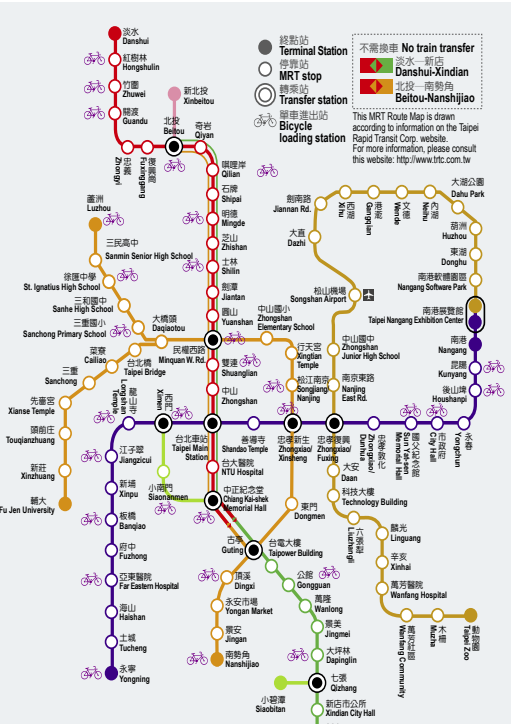 終點站
Terminal Station
停靠站
MRT stop
轉乘站
Transfer station
單車進出站
Bicycle
loading station
不需換車 No train transfer
淡水—新店
Danshui-Xindian
北投—南勢角
Beitou-Nanshijiao
This MRT Route Map is drawn
according to information on the Taipei
Rapid Transit Corp. website.
For more information, please consult
this website: http://www.trtc.com.tw
淡水
Danshui
紅樹林
Hongshulin
竹圍
Zhuwei
關渡
Guandu
忠義
Zhongyi
復興崗
Fuxinggang
新北投
Xinbeitou
北投
Beitou
奇岩
Qiyan
唭哩岸
Qilian
石牌
Shipai
明德
Mingde
芝山
Zhishan
士林
Shilin
劍潭
Jiantan
圓山
Yuanshan
民權西路
Minquan W. Rd.
雙連
Shuanglian
中山
Zhongshan
台北車站
Taipei Main
Station
台大醫院
NTU Hospital
中正紀念堂
Chiang Kai-shek
Memorial Hall
蘆洲
Luzhou
三民高中
Sanmin Senior High School
徐匯中學
St. Ignatius High School
三和國中
Sanhe High School
三重國小
Sanchong Primary School
大橋頭
Daqiaotou
台北橋
Taipei Bridge
菜寮
Cailiao
三重
Sanchong
先嗇宮
Xianse Temple
頭前庄
Touqianzhuang
新莊
Xinzhuang
輔大
Fu Jen University
中山國小
Zhongshan
Elementary School
行天宮
Xingtian
Temple
松江南京
Songjiang
Nanjing
忠孝新生
Zhongxiao/
Xinsheng
東門
Dongmen
古亭
Guting
台電大樓
Taipower Building
公館
Gongguan
萬隆
Wanlong
景美
Jingmei
大坪林
Dapinglin
七張
Qizhang
小碧潭
Siaobitan
新店市公所
Xindian City Hall
頂溪
Dingxi
永安市場
Yongan Market
景安
Jingan
南勢角
Nanshijiao
龍山寺
Longshan
Temple
西門
Ximen
小南門
Siaonanmen
江子翠
Jiangzicui
新埔
Xinpu
板橋
Banqiao
府中
Fuzhong
亞東醫院
Far Eastern Hospital
海山
Haishan
土城
Tucheng
永寧
Yongning
善導寺
Shandao Temple
忠孝復興
Zhongxiao/
Fuxing
忠孝敦化
Zhongxiao/
Dunhua
國父紀念館
Sun Yat-sen
Memorial Hall
市政府
City Hall
永春
Yongchun
後山埤
Houshanpi
昆陽
Kunyang
南港
Nangang
南港展覽館
Taipei Nangang Exhibition Center
南港軟體園區
Nangang Software Park
東湖
Donghu
葫洲
Huzhou
大湖公園
Dahu Park
內湖
Neihu
文德
Wende
港墘
Gangqian
西湖
Xihu
劍南路
Jiannan Rd.
大直
Dazhi
松山機場
Songshan Airport
中山國中
Zhongshan
Junior High School
南京東路
Nanjing
East Rd.
大安
Daan
科技大樓
Technology Building
六張犁
Liuzhangli
麟光
Linguang
辛亥
Xinhai
萬芳醫院
Wanfang Hospital
萬芳社區
Wanfang Community
木柵
Muzha
動物園
Taipei Zoo